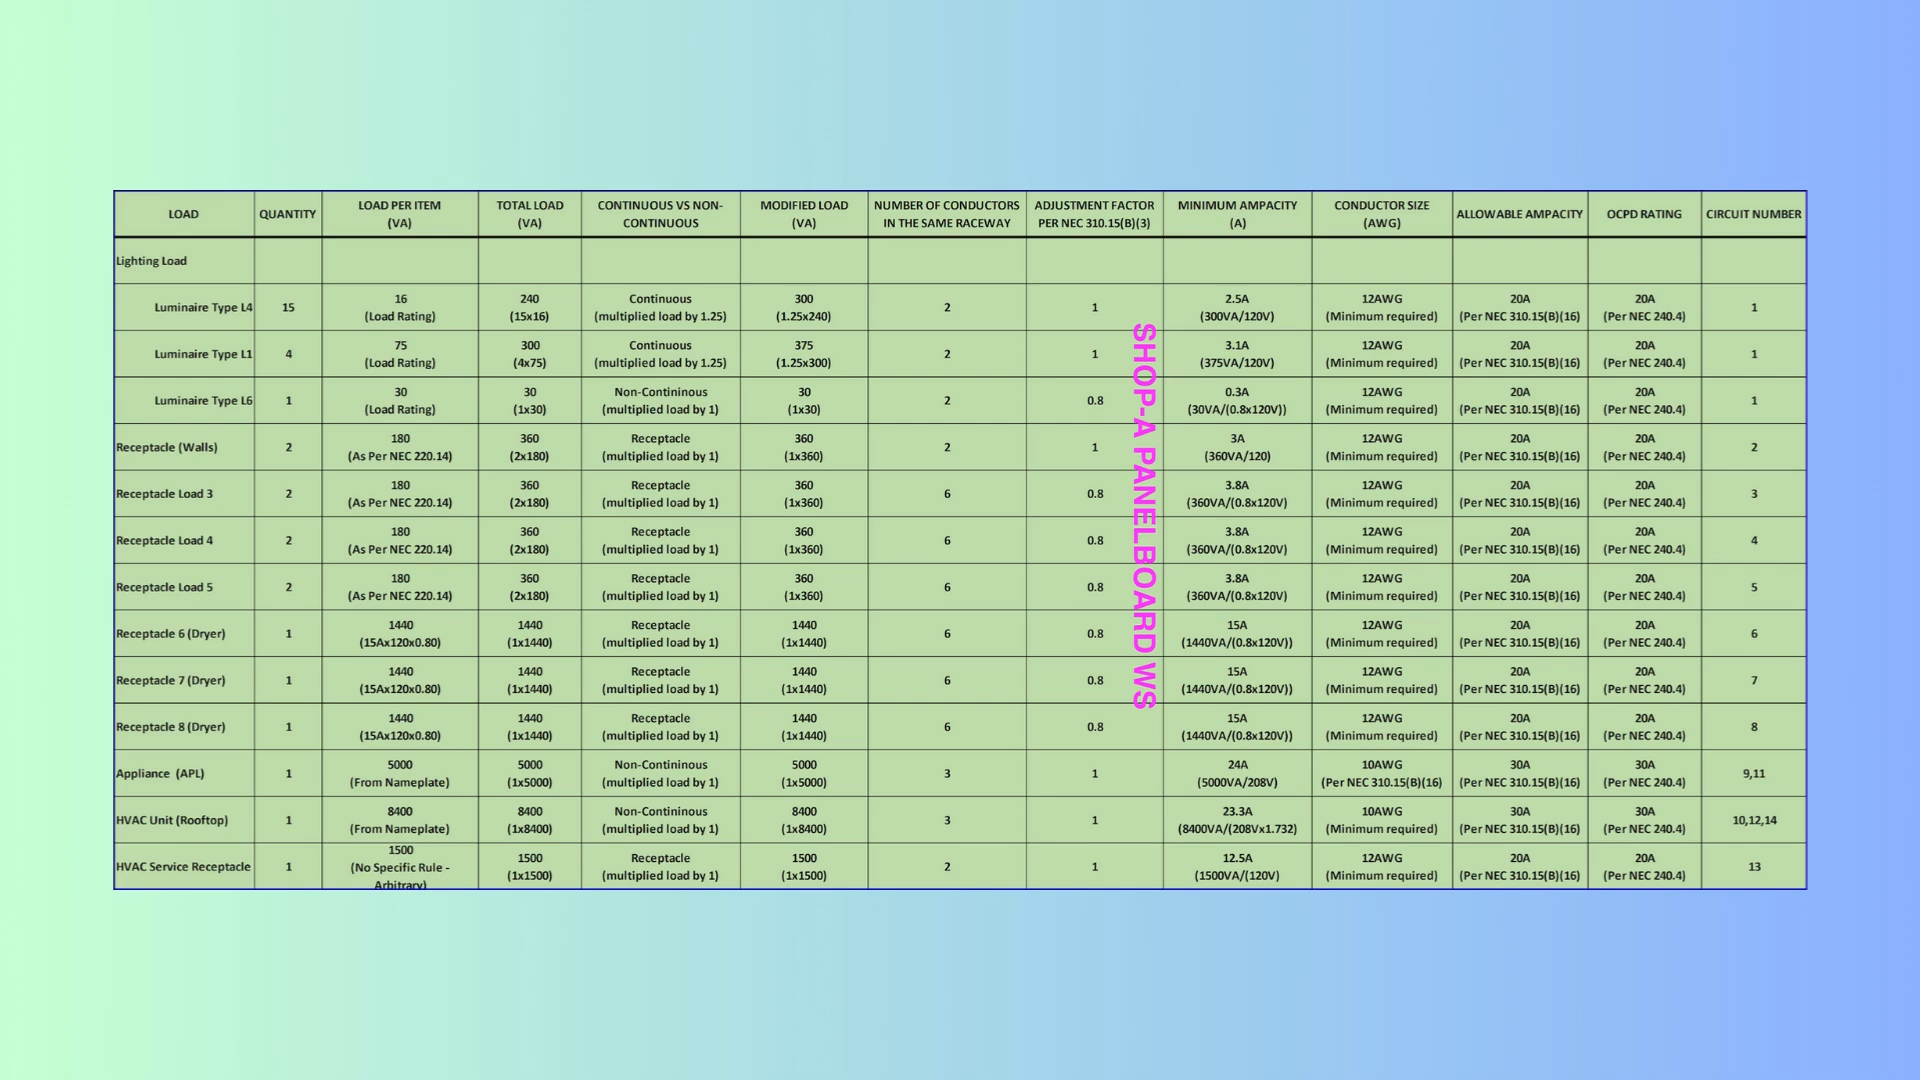 LOAD
QUANTITY
LOAD PER ITEM
(VA)
TOTAL LOAD
(VA)
CONTINUOUS VS NON-
CONTINUOUS
MODIFIED LOAD
(VA)
NUMBER OF CONDUCTORS
IN THE SAME RACEWAY
ADJUSTMENT FACTOR
PER NEC 310.15(B)(3)
MINIMUM AMPACITY
(A)
CONDUCTOR SIZE
(AWG)
ALLOWABLE AMPACITY
OCPD RATING
CIRCUIT NUMBER
Lighting Load
Luminaire Type L4
15
16
(Load Rating)
240
(15x16)
Continuous
(multiplied load by 1.25)
300
(1.25x240)
2
1
2.5A
(300VA/120V)
12AWG
(Minimum required)
20A
(Per NEC 310.15(B)(16)
20A
(Per NEC 240.4)
1
Luminaire Type L1
4
75
(Load Rating)
300
(4x75)
Continuous
(multiplied load by 1.25)
375
(1.25x300)
2
1
3.1A
(375VA/120V)
12AWG
(Minimum required)
20A
(Per NEC 310.15(B)(16)
20A
(Per NEC 240.4)
1
Luminaire Type L6
1
30
(Load Rating)
30
(1x30)
Non-Contininous
(multiplied load by 1)
30
(1x30)
2
0.8
0.3A
(30VA/(0.8x120V))
12AWG
(Minimum required)
20A
(Per NEC 310.15(B)(16)
20A
(Per NEC 240.4)
1
Receptacle (Walls)
2
180
(As Per NEC 220.14)
360
(2x180)
Receptacle
(multiplied load by 1)
360
(1x360)
2
1
3A
(360VA/120)
12AWG
(Minimum required)
20A
(Per NEC 310.15(B)(16)
20A
(Per NEC 240.4)
2
Receptacle Load 3
2
180
(As Per NEC 220.14)
360
(2x180)
Receptacle
(multiplied load by 1)
360
(1x360)
6
0.8
3.8A
(360VA/(0.8x120V)
12AWG
(Minimum required)
20A
(Per NEC 310.15(B)(16)
20A
(Per NEC 240.4)
3
Receptacle Load 4
2
180
(As Per NEC 220.14)
360
(2x180)
Receptacle
(multiplied load by 1)
360
(1x360)
6
0.8
3.8A
(360VA/(0.8x120V)
12AWG
(Minimum required)
20A
(Per NEC 310.15(B)(16)
20A
(Per NEC 240.4)
4
Receptacle Load 5
2
180
(As Per NEC 220.14)
360
(2x180)
Receptacle
(multiplied load by 1)
360
(1x360)
6
0.8
3.8A
(360VA/(0.8x120V)
12AWG
(Minimum required)
20A
(Per NEC 310.15(B)(16)
20A
(Per NEC 240.4)
5
Receptacle 6 (Dryer)
1
1440
(15Ax120x0.80)
1440
(1x1440)
Receptacle
(multiplied load by 1)
1440
(1x1440)
6
0.8
15A
(1440VA/(0.8x120V))
12AWG
(Minimum required)
20A
(Per NEC 310.15(B)(16)
20A
(Per NEC 240.4)
6
Receptacle 7 (Dryer)
1
1440
(15Ax120x0.80)
1440
(1x1440)
Receptacle
(multiplied load by 1)
1440
(1x1440)
6
0.8
15A
(1440VA/(0.8x120V))
12AWG
(Minimum required)
20A
(Per NEC 310.15(B)(16)
20A
(Per NEC 240.4)
7
Receptacle 8 (Dryer)
1
1440
(15Ax120x0.80)
1440
(1x1440)
Receptacle
(multiplied load by 1)
1440
(1x1440)
6
0.8
15A
(1440VA/(0.8x120V))
12AWG
(Minimum required)
20A
(Per NEC 310.15(B)(16)
20A
(Per NEC 240.4)
8
Appliance (APL)
1
5000
(From Nameplate)
5000
(1x5000)
Non-Contininous
(multiplied load by 1)
5000
(1x5000)
3
1
24A
(5000VA/208V)
10AWG
(Per NEC 310.15(B)(16)
30A
(Per NEC 310.15(B)(16)
30A
(Per NEC 240.4)
9,11
HVAC Unit (Rooftop)
1
8400
(From Nameplate)
8400
(1x8400)
Non-Contininous
(multiplied load by 1)
8400
(1x8400)
3
1
23.3A
(8400VA/(208Vx1.732)
10AWG
(Minimum required)
30A
(Per NEC 310.15(B)(16)
30A
(Per NEC 240.4)
10,12,14
HVAC Service Receptacle
1
1500
(No Specific Rule -
Arbitrary)
1500
(1x1500)
Receptacle
(multiplied load by 1)
1500
(1x1500)
2
1
12.5A
(1500VA/(120V)
12AWG
(Minimum required)
20A
(Per NEC 310.15(B)(16)
20A
(Per NEC 240.4)
13
SHOP-A PANELBOARD WS